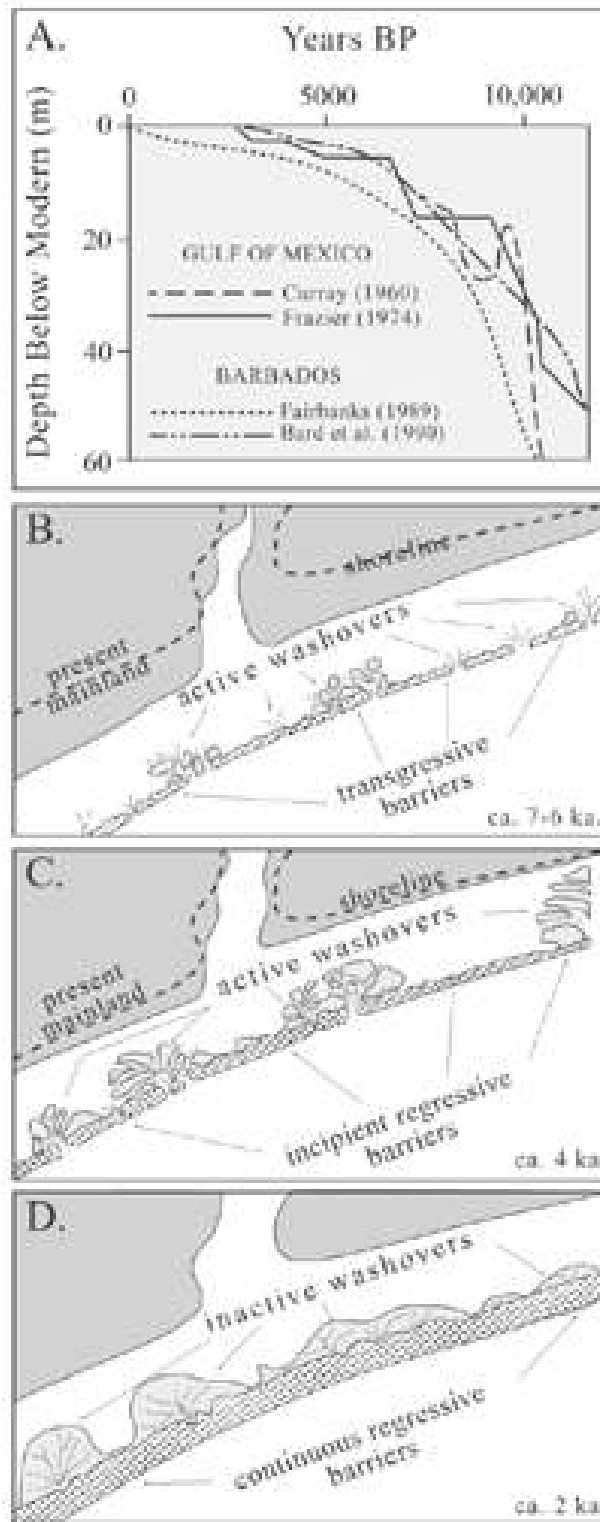 A.
Years BP
0 5000 10,000
Depth Below Modern (m)
0
20
40
60
GULF OF MEXICO
Curray (1960)
Frazier (1974)
BARBADOS
Fairbanks (1989)
Bard et al. (1990)
B.
shoreline
present
mainland
active washovers
transgressive
barriers
ca. 7-6 ka.
C.
shoreline
present
mainland
active washovers
incipient regressive
barriers
ca. 4 ka
D.
inactive washovers
continuous regressive
barriers
ca. 2 ka